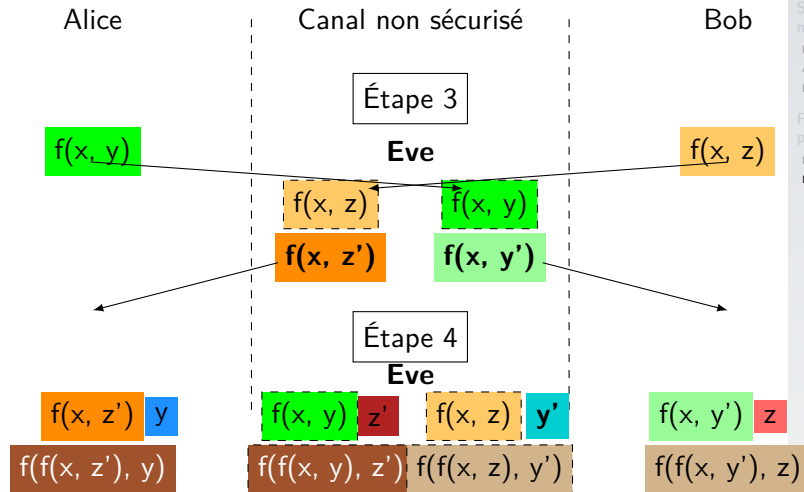 Alice Canal non sécurisé Bob
Étape 3
Eve
f(x, y) f(x, z)
f(x, z) f(x, y)
f(x, z') f(x, y')
Étape 4
Eve
f(x, z') y f(x, y) z' f(x, z) y' f(x, y') z
f(f(x, z'), y) f(f(x, y), z') f(f(x, z), y') f(f(x, y'), z)